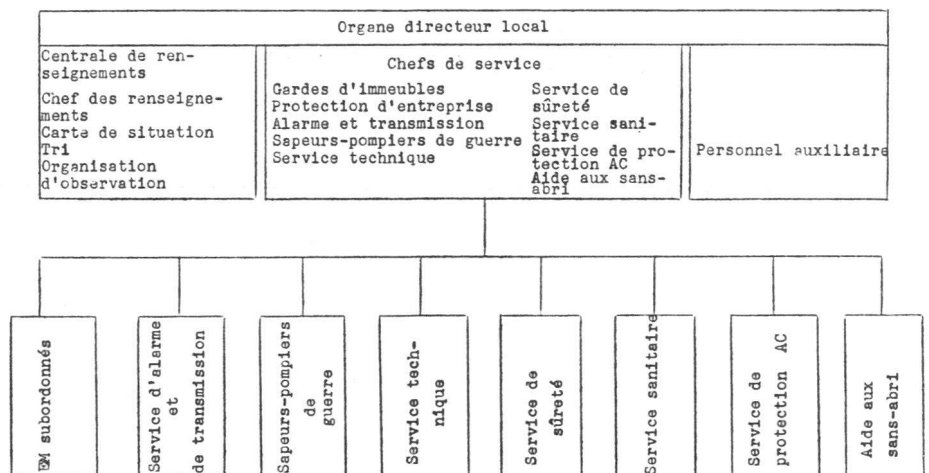 Organe directeur local
Centrale de ren-
seignements
Chef des renseigne-
ments
Carte de situation
Tri
Organisation
d'observation
Chefs de service
Gardes d'immeubles
Protection d'entreprise
Alarme et transmission
Sapeurs-pompiers de guerre
Service technique
Service de
sûreté
Service sani-
taire
Service de pro-
tection AC
Aide aux sans-
abri
Personnel auxiliaire
EM subordonnés
Service d'alarme
et
de transmission
Sapeurs-pompiers
de
guerre
Service tech-
nique
Service de
sûreté
Service sanitaire
Service de
protection AC
Aide aux
sans-abri